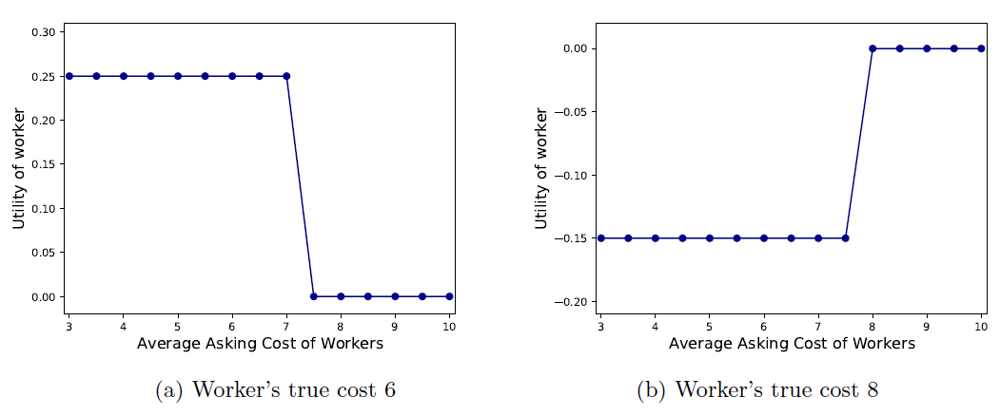 0.30
0.25
0.20
0.15
0.10
0.05
0.00
Utility of worker
3 4 5 6 7 8 9 10
Average Asking Cost of Workers
(a) Worker's true cost 6
0.00
−0.05
−0.10
−0.15
−0.20
Utility of worker
3 4 5 6 7 8 9 10
Average Asking Cost of Workers
(b) Worker's true cost 8